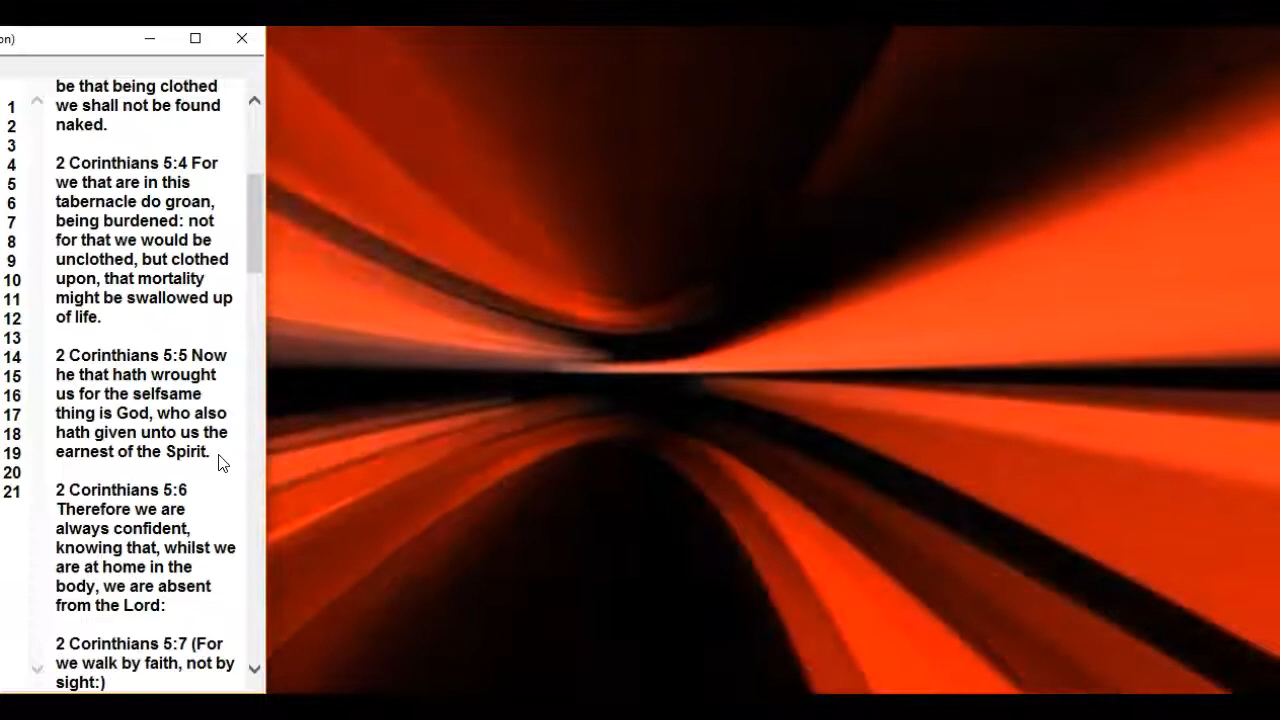 on)
be that being clothed
we shall not be found
naked.
2 Corinthians 5:4 For
we that are in this
tabernacle do groan,
being burdened: not
for that we would be
unclothed, but clothed
upon, that mortality
might be swallowed up
of life.
2 Corinthians 5:5 Now
he that hath wrought
us for the selfsame
thing is God, who also
hath given unto us the
earnest of the Spirit.
2 Corinthians 5:6
Therefore we are
always confident,
knowing that, whilst we
are at home in the
body, we are absent
from the Lord:
2 Corinthians 5:7 (For
we walk by faith, not by
sight:)
1
2
3
4
5
6
7
8
9
10
11
12
13
14
15
16
17
18
19
20
21